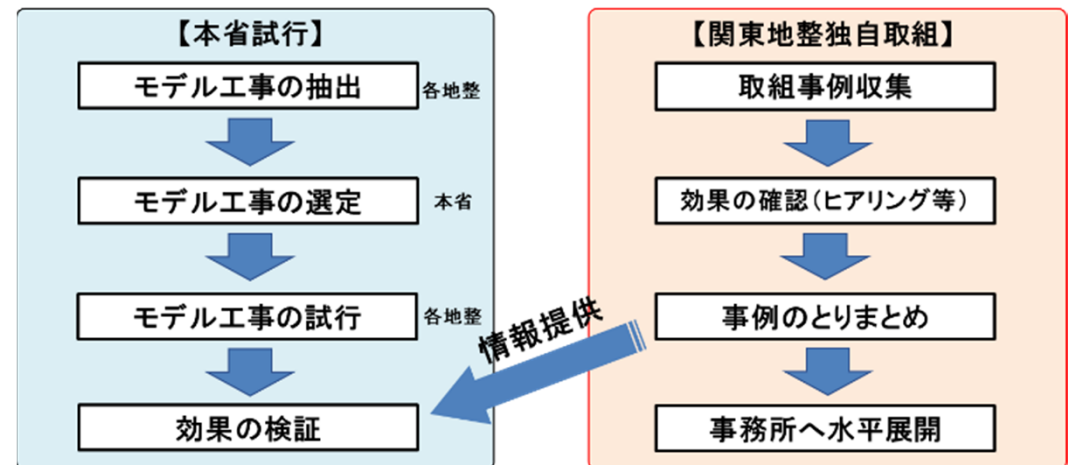 【本省試行】
モデル工事の抽出
各地整
モデル工事の選定
本省
モデル工事の試行
各地整
効果の検証
情報提供
【関東地整独自取組】
取組事例収集
効果の確認(ヒアリング等)
事例のとりまとめ
事務所へ水平展開